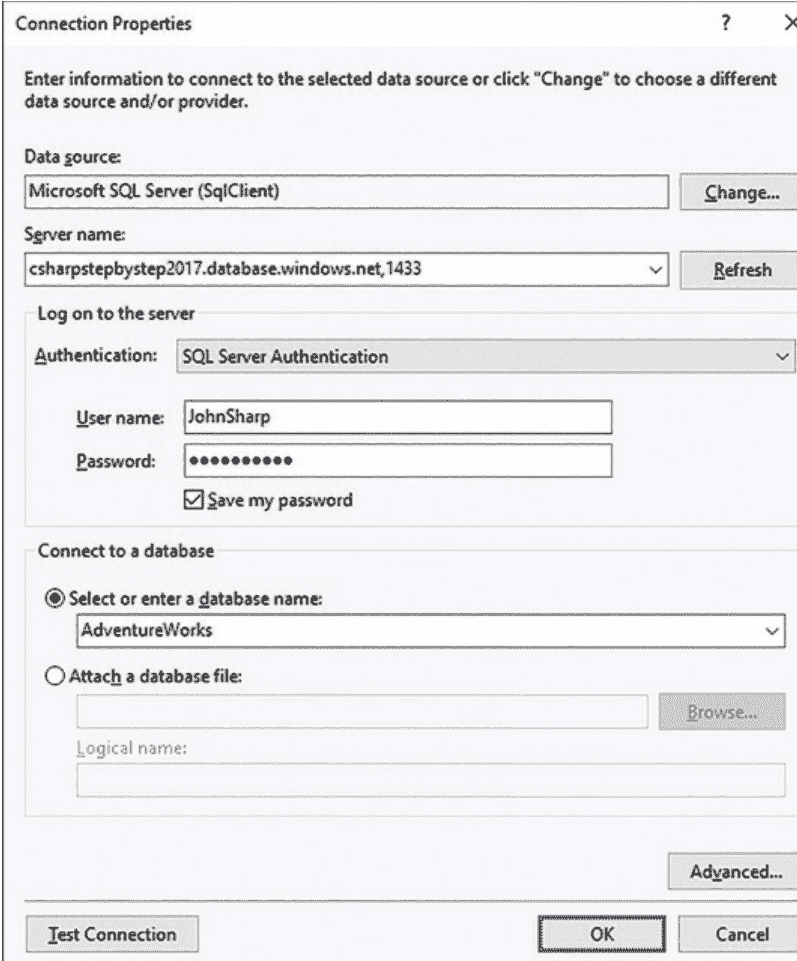 Connection Properties ?
Enter information to connect to the selected data source or click "Change" to choose a different
data source and/or provider.
Data source:
Microsoft SQL Server (SqlClient) Change...
Server name:
csharpstepbystep2017.database.windows.net,1433 Refresh
Log on to the server
Authentication: SQL Server Authentication
User name: JohnSharp
Password: ●●●●●●●●●●
Save my password
Connect to a database
Select or enter a database name:
AdventureWorks
Attach a database file:
Browse...
Logical name:
Advanced...
Test Connection OK Cancel